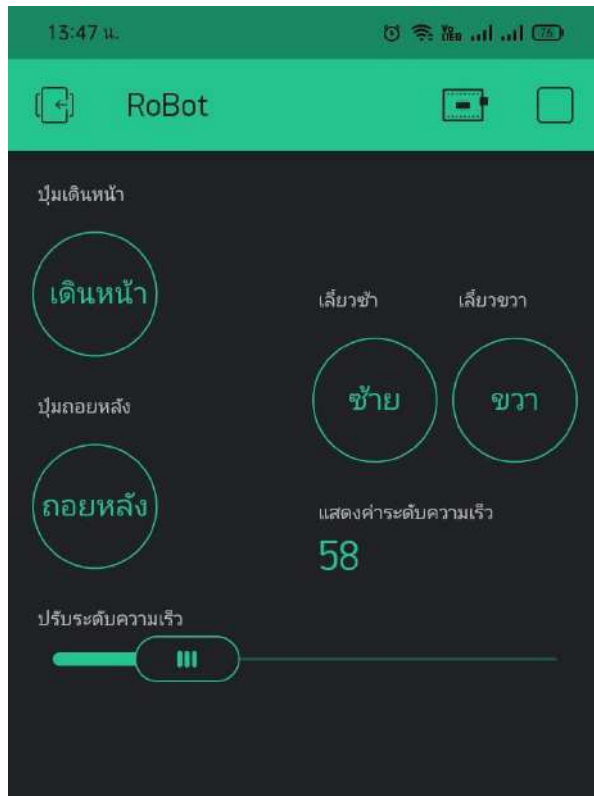 13:47 น.
76
RoBot
ปุ่มเดินหน้า
เดินหน้า
เลี้ยวซ้า
เลี้ยวขวา
ซ้าย
ขวา
ปุ่มถอยหลัง
ถอยหลัง
แสดงค่าระดับความเร็ว
58
ปรับระดับความเร็ว